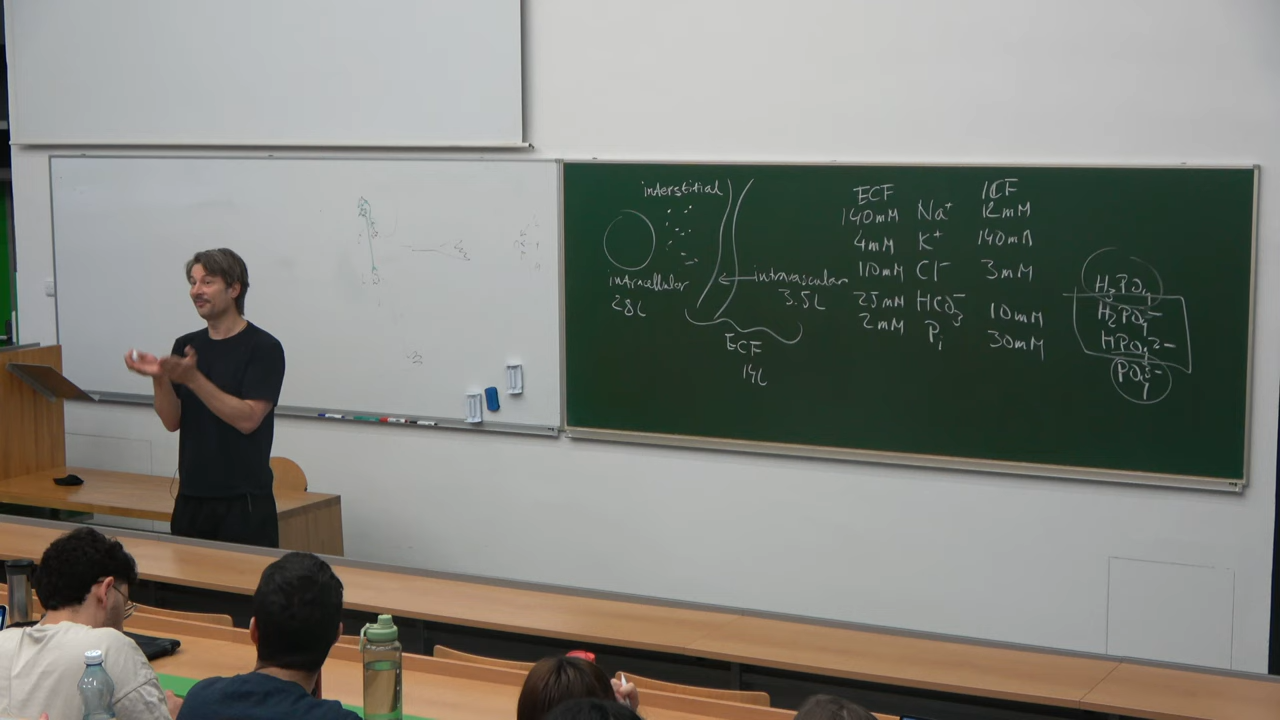 interstitial
intracellular
28L
intravascular
3.5L
ECF
14L
ECF ICF
140mM Na⁺ 12mM
4mM K⁺ 140mM
110mM Cl⁻ 3mM
25mM HCO₃⁻ 10mM
2mM Pi 30mM
H₃PO₄
H₂PO₄⁻
HPO₄²⁻
PO₄³⁻